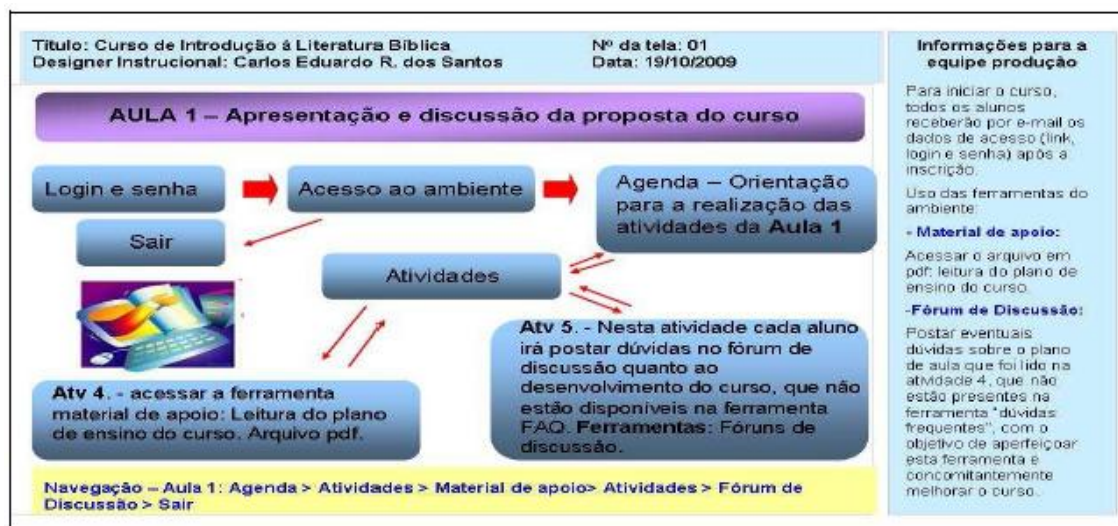 Título: Curso de Introdução á Literatura Bíblica
Designer Instrucional: Carlos Eduardo R. dos Santos
Nº da tela: 01
Data: 19/10/2009
AULA 1 – Apresentação e discussão da proposta do curso
Login e senha
Acesso ao ambiente
Agenda – Orientação
para a realização das
atividades da Aula 1
Sair
Atividades
Atv 4. - acessar a ferramenta
material de apoio: Leitura do plano
de ensino do curso. Arquivo pdf.
Atv 5. - Nesta atividade cada aluno
irá postar dúvidas no fórum de
discussão quanto ao
desenvolvimento do curso, que não
estão disponíveis na ferramenta
FAQ. Ferramentas: Fóruns de
discussão.
Navegação – Aula 1: Agenda > Atividades > Material de apoio> Atividades > Fórum de
Discussão > Sair
Informações para a
equipe produção
Para iniciar o curso,
todos os alunos
receberão por e-mail os
dados de acesso (link,
login e senha) após a
inscrição.
Uso das ferramentas do
ambiente:
- Material de apoio:
Acessar o arquivo em
pdf: leitura do plano de
ensino do curso.
-Fórum de Discussão:
Postar eventuais
dúvidas sobre o plano
de aula que foi lido na
atividade 4, que não
estão presentes na
ferramenta "dúvidas
frequentes", com o
objetivo de aperfeiçoar
esta ferramenta e
concomitantemente
melhorar o curso.